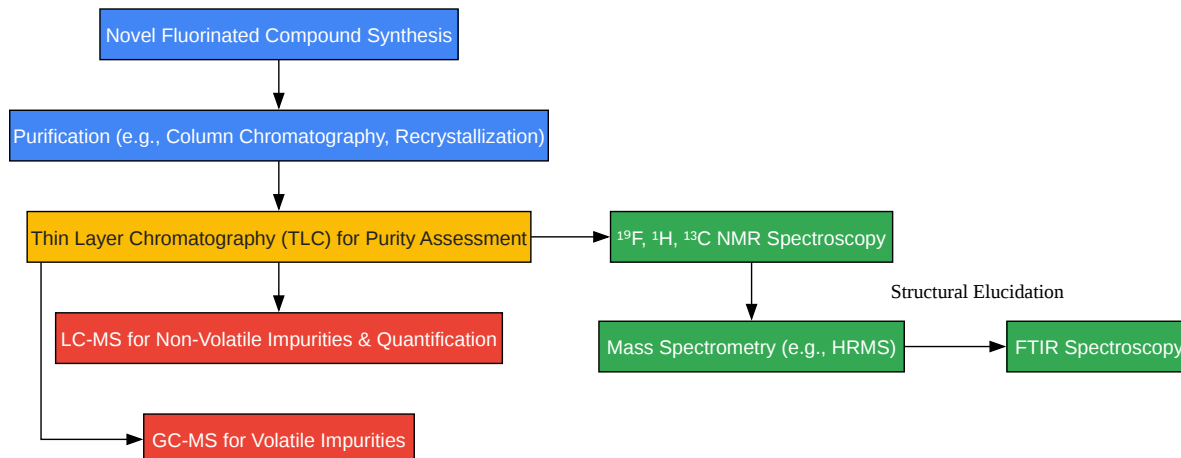 Novel Fluorinated Compound Synthesis
Purification (e.g., Column Chromatography, Recrystallization)
Thin Layer Chromatography (TLC) for Purity Assessment
¹⁹F, ¹H, ¹³C NMR Spectroscopy
Structural Elucidation
LC-MS for Non-Volatile Impurities & Quantification
Mass Spectrometry (e.g., HRMS)
FTIR Spectroscopy
GC-MS for Volatile Impurities